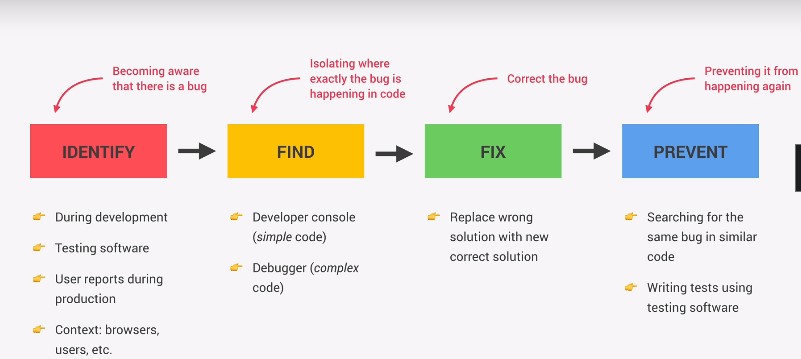 Becoming aware
that there is a bug
Isolating where
exactly the bug is
happening in code
Correct the bug
Preventing it from
happening again
IDENTIFY
FIND
FIX
PREVENT
During development
Testing software
User reports during
production
Context: browsers,
users, etc.
Developer console
(simple code)
Debugger (complex
code)
Replace wrong
solution with new
correct solution
Searching for the
same bug in similar
code
Writing tests using
testing software